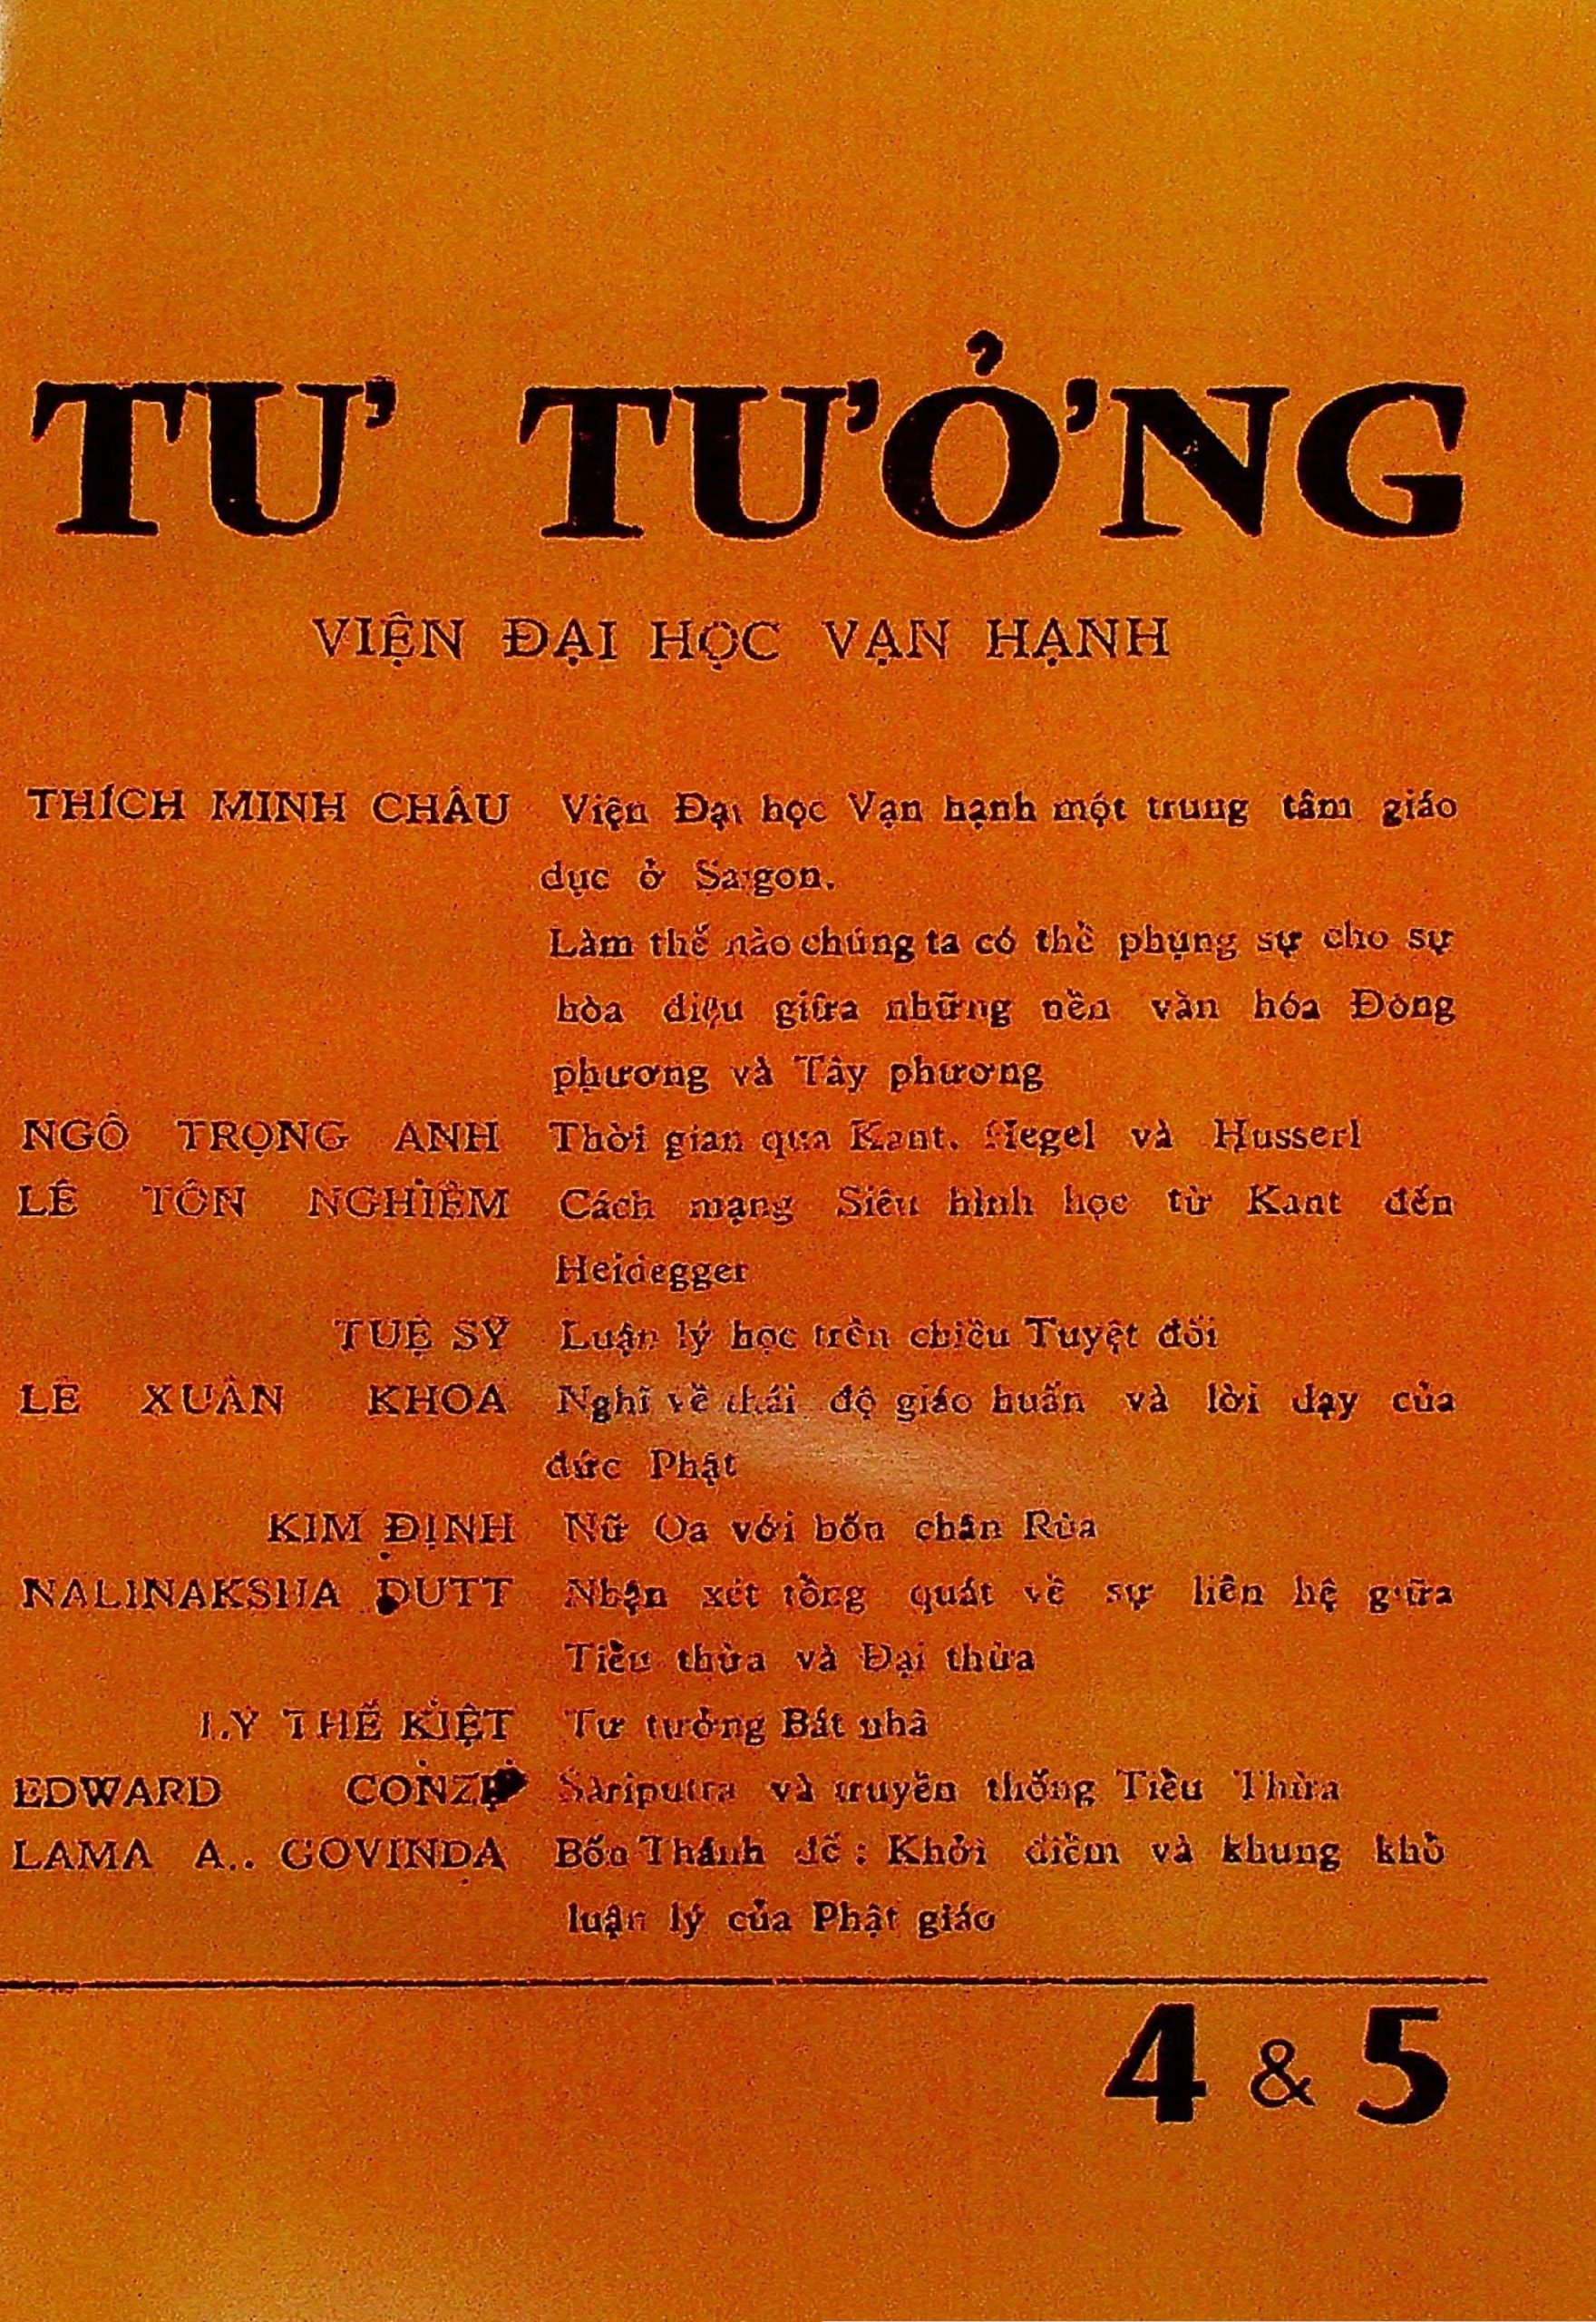 TƯ TƯỞNG
VIỆN ĐẠI HỌC VẠN HẠNH
THÍCH MINH CHÂU Viện Đại học Vạn hạnh một trung tâm giáo
dục ở Saigon.
Làm thế nào chúng ta có thể phụng sự cho sự
hòa điệu giữa những nền văn hóa Đông
phương và Tây phương
NGÔ TRỌNG ANH Thời gian qua Kant. Hegel và Husserl
LÊ TÔN NGHIÊM Cách mạng Siêu hình học từ Kant đến
Heidegger
TUỆ SỸ Luận lý học trên chiều Tuyệt đối
LÊ XUÂN KHOA Nghĩ về thái độ giáo huấn và lời dạy của
đức Phật
KIM ĐỊNH Nữ Oa với bốn chân Rùa
NALINAKSHA DUTT Nhận xét tổng quát về sự liên hệ giữa
Tiểu thừa và Đại thừa
LÝ THẾ KIỆT Tư tưởng Bát nhã
EDWARD CONZE Sàriputra và truyền thống Tiểu Thừa
LAMA A.. GOVINDA Bốn Thánh đế : Khởi điểm và khung khổ
luận lý của Phật giáo
4 & 5